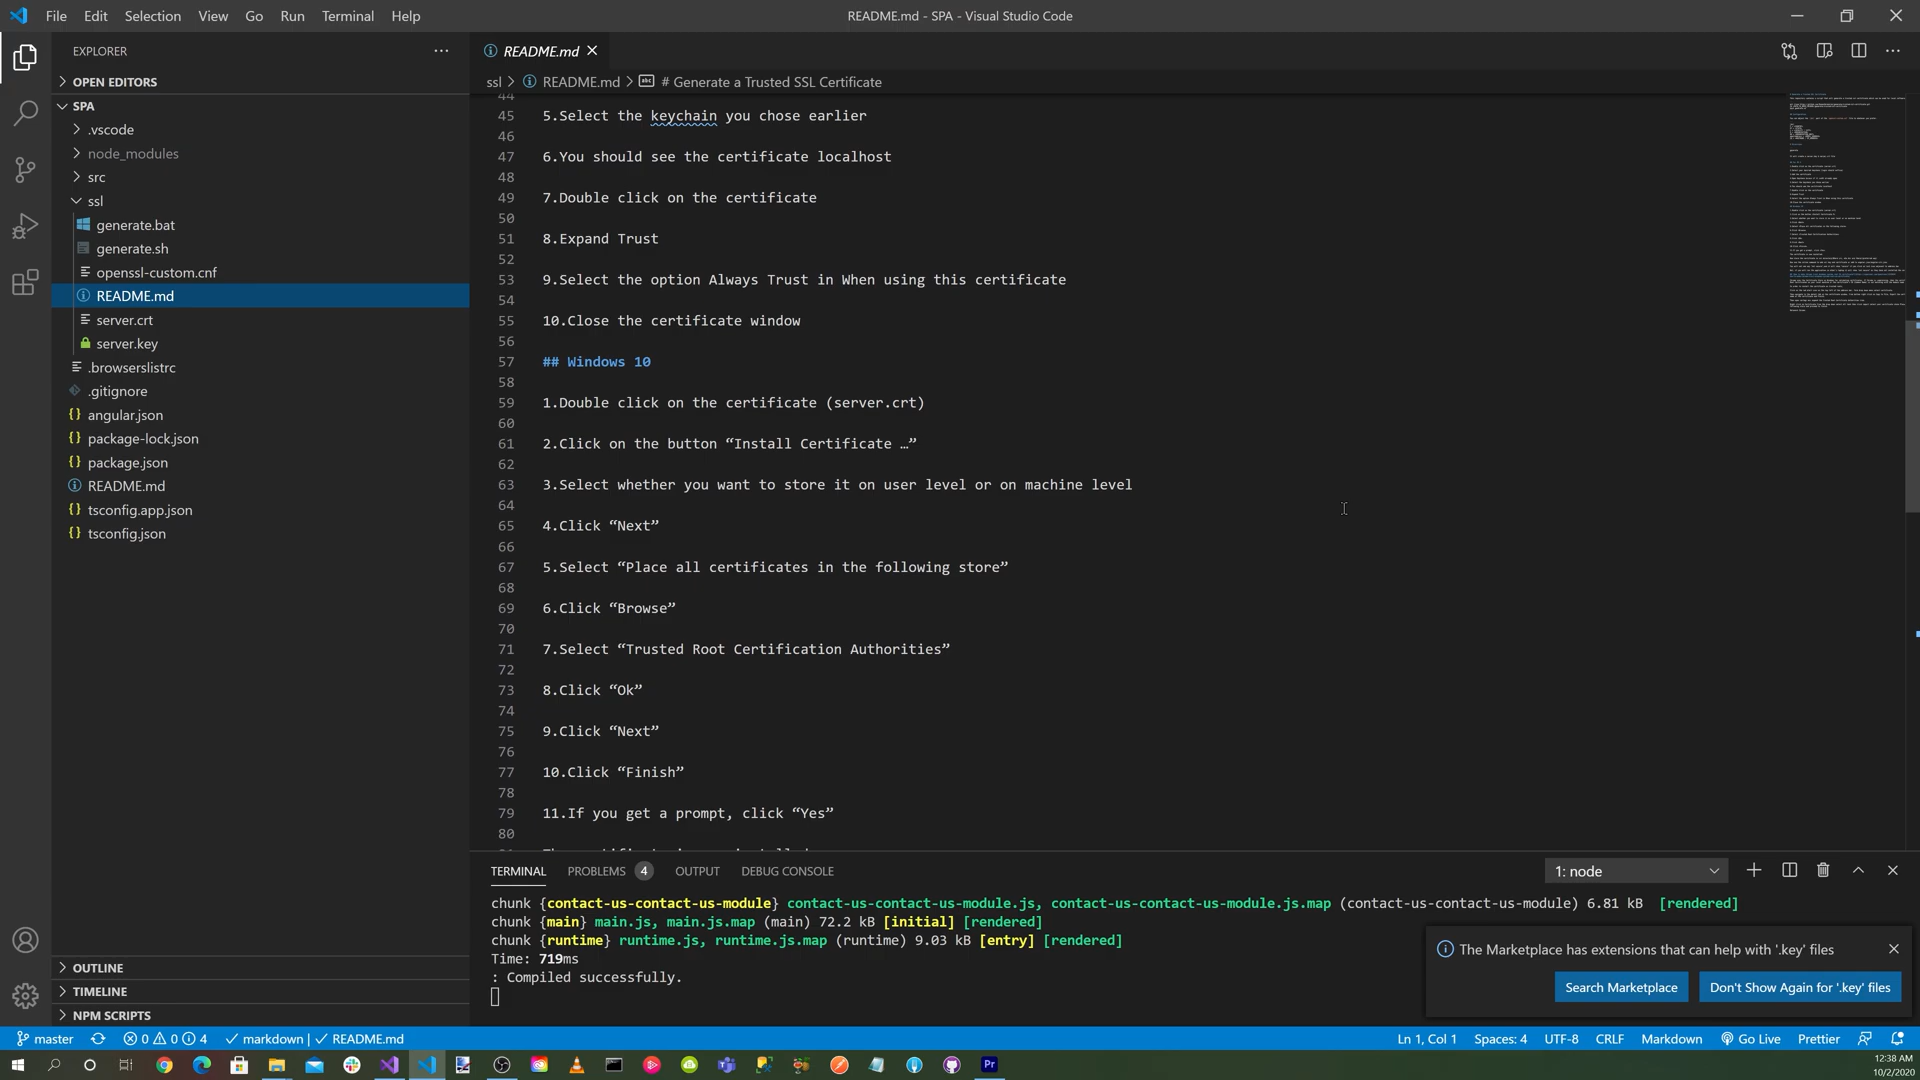 File Edit Selection View Go Run Terminal Help
README.md - SPA - Visual Studio Code
EXPLORER
README.md
OPEN EDITORS
ssl > README.md > # Generate a Trusted SSL Certificate
SPA
.vscode
node_modules
src
ssl
generate.bat
generate.sh
openssl-custom.cnf
README.md
server.crt
server.key
.browserslistrc
.gitignore
angular.json
package-lock.json
package.json
README.md
tsconfig.app.json
tsconfig.json
OUTLINE
TIMELINE
NPM SCRIPTS
44
45 5.Select the keychain you chose earlier
46
47 6.You should see the certificate localhost
48
49 7.Double click on the certificate
50
51 8.Expand Trust
52
53 9.Select the option Always Trust in When using this certificate
54
55 10.Close the certificate window
56
57 ## Windows 10
58
59 1.Double click on the certificate (server.crt)
60
61 2.Click on the button “Install Certificate …”
62
63 3.Select whether you want to store it on user level or on machine level
64
65 4.Click “Next”
66
67 5.Select “Place all certificates in the following store”
68
69 6.Click “Browse”
70
71 7.Select “Trusted Root Certification Authorities”
72
73 8.Click “Ok”
74
75 9.Click “Next”
76
77 10.Click “Finish”
78
79 11.If you get a prompt, click “Yes”
80
TERMINAL PROBLEMS 4 OUTPUT DEBUG CONSOLE
1: node
chunk {contact-us-contact-us-module} contact-us-contact-us-module.js, contact-us-contact-us-module.js.map (contact-us-contact-us-module) 6.81 kB [rendered]
chunk {main} main.js, main.js.map (main) 72.2 kB [initial] [rendered]
chunk {runtime} runtime.js, runtime.js.map (runtime) 9.03 kB [entry] [rendered]
Time: 719ms
: Compiled successfully.
The Marketplace has extensions that can help with '.key' files
Search Marketplace
Don't Show Again for '.key' files
master 0 0 4 markdown | README.md
Ln 1, Col 1 Spaces: 4 UTF-8 CRLF Markdown Go Live Prettier
12:38 AM
10/2/2020